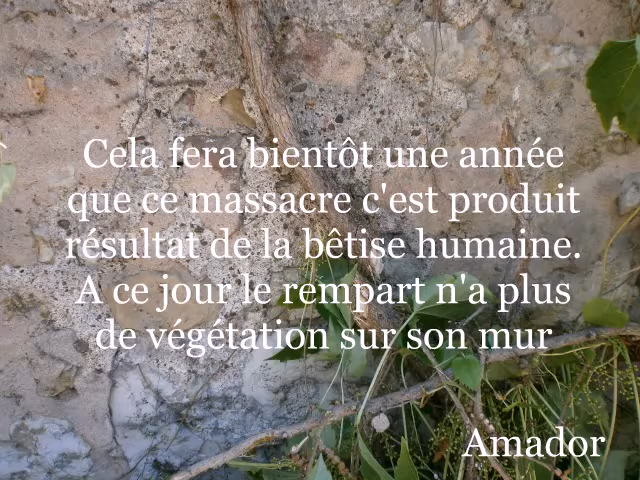 Cela fera bientôt une année
que ce massacre c'est produit
résultat de la bêtise humaine.
A ce jour le rempart n'a plus
de végétation sur son mur
Amador